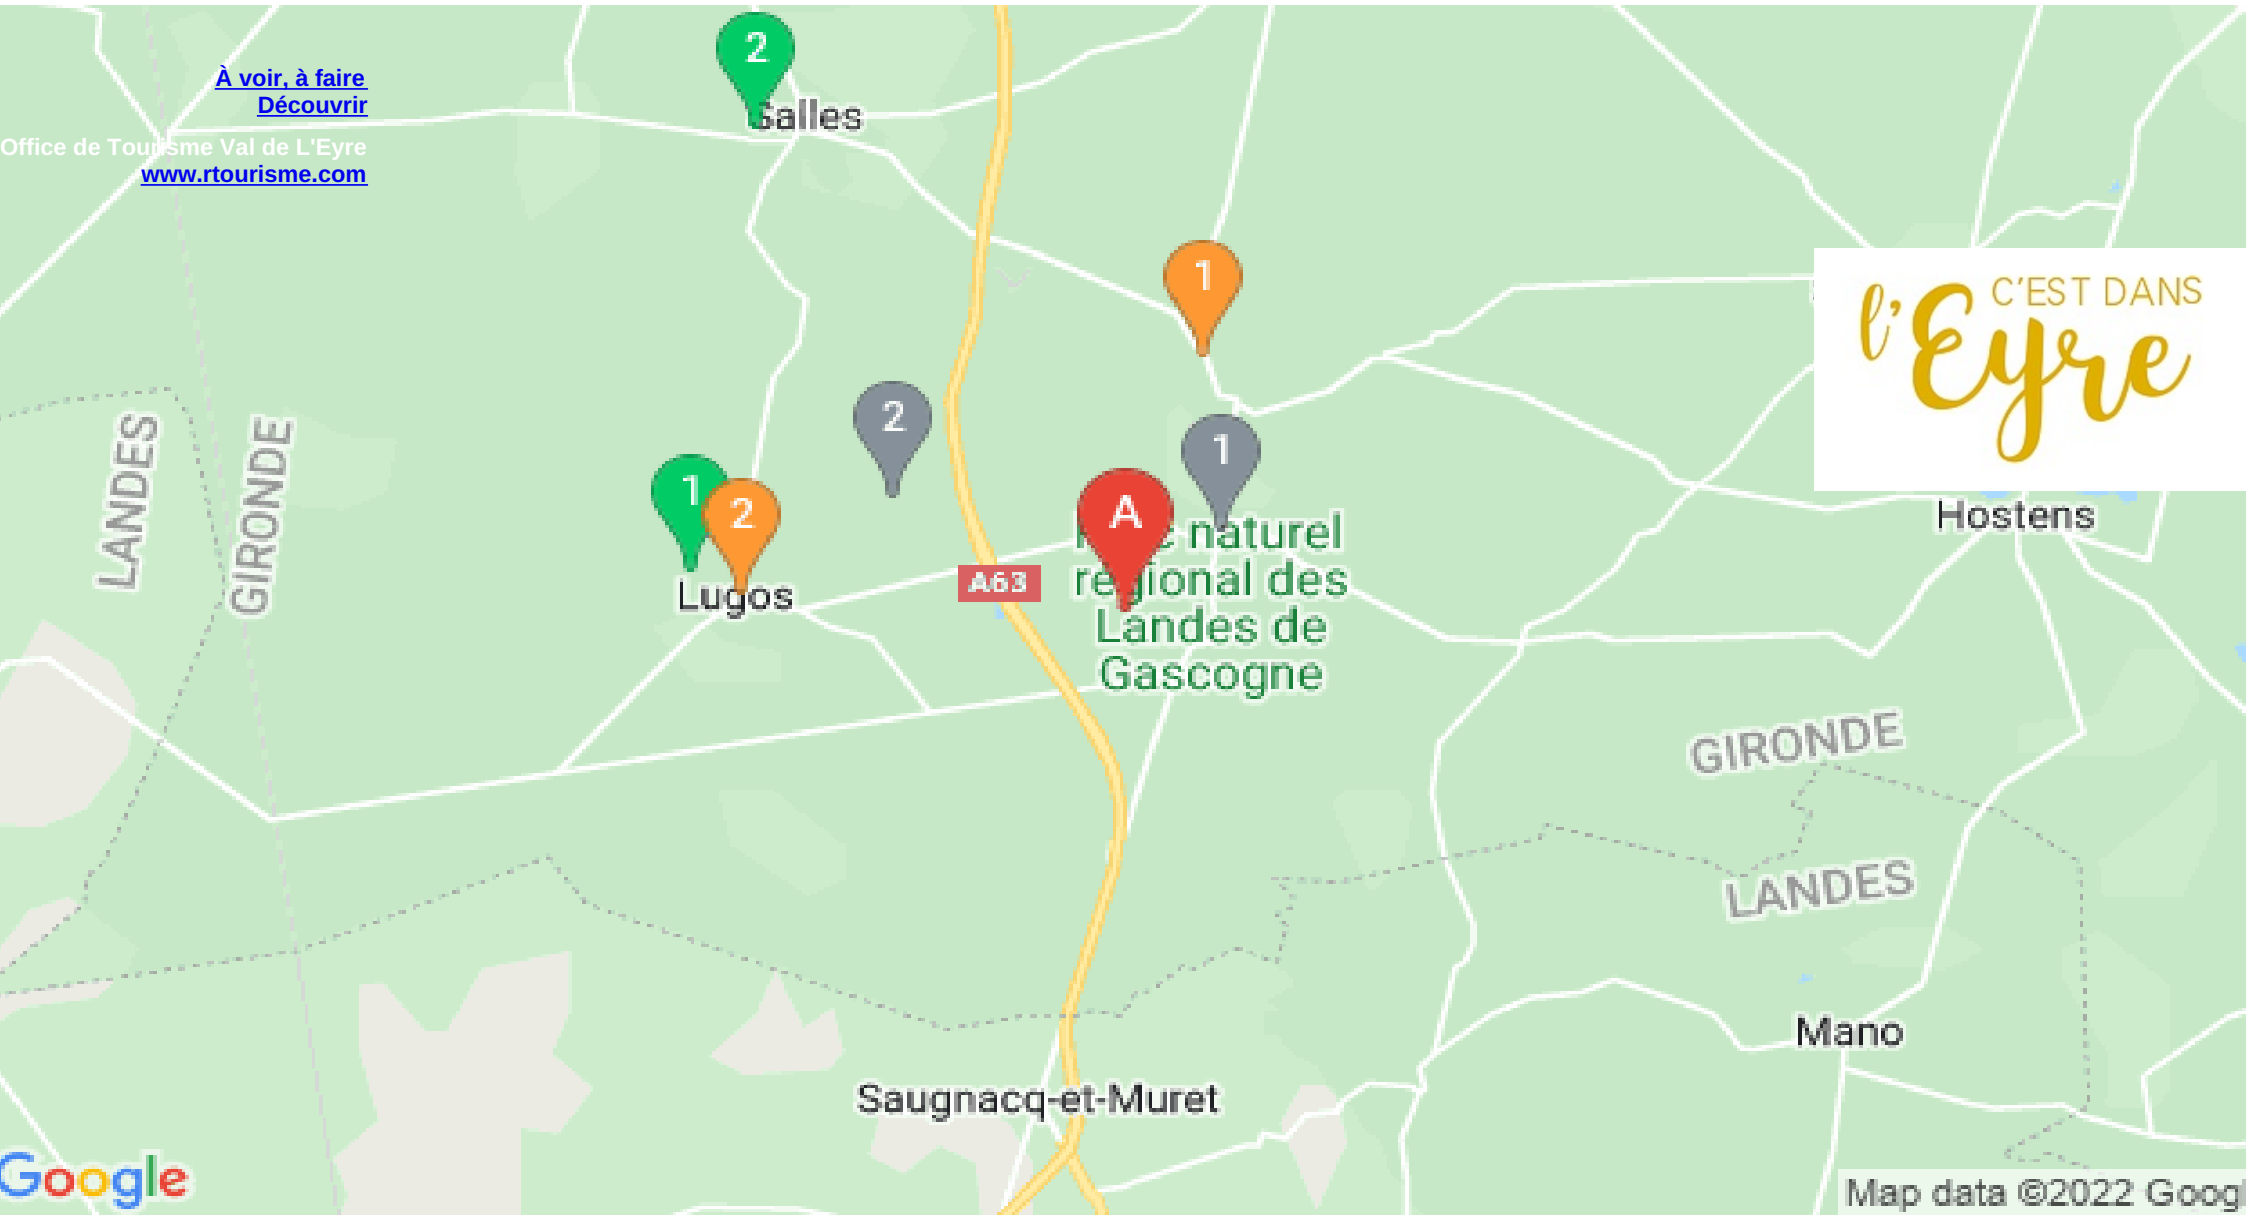 2
À voir, à faire
Découvrir
Salles
Office de Tourisme Val de L'Eyre
www.rtourisme.com
1
l'Eyre C'EST DANS
2
1
1
2
A
LANDES
GIRONDE
Hostens
naturel
régional des
Landes de
Gascogne
A63
Lugos
GIRONDE
LANDES
Mano
Saugnacq-et-Muret
Google
Map data ©2022